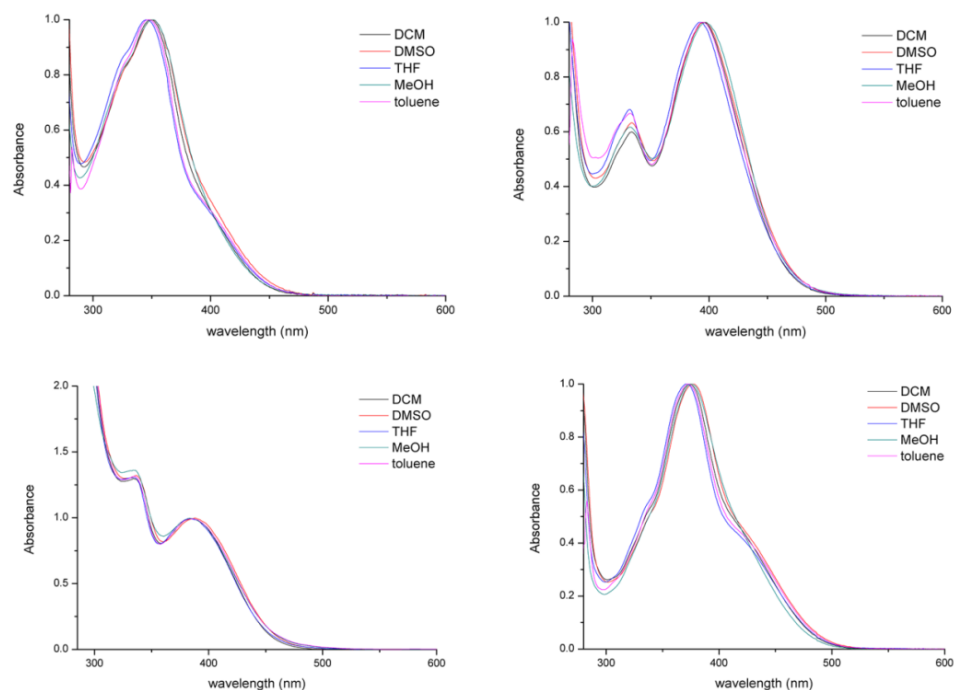 1.0
0.8
0.6
0.4
0.2
0.0
Absorbance
300
400
500
600
wavelength (nm)
DCM
DMSO
THF
MeOH
toluene
1.0
0.8
0.6
0.4
0.2
0.0
Absorbance
300
400
500
600
wavelength (nm)
DCM
DMSO
THF
MeOH
toluene
2.0
1.5
1.0
0.5
0.0
Absorbance
300
400
500
600
wavelength (nm)
DCM
DMSO
THF
MeOH
toluene
1.0
0.8
0.6
0.4
0.2
0.0
Absorbance
300
400
500
600
wavelength (nm)
DCM
DMSO
THF
MeOH
toluene